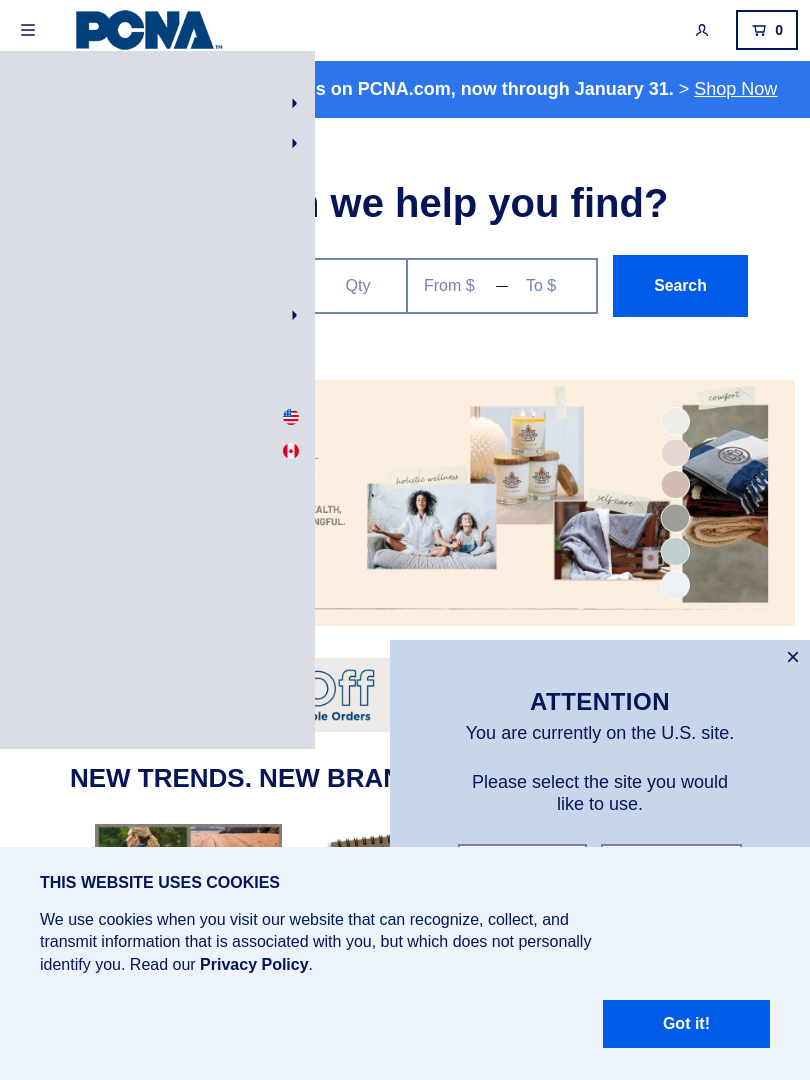 PCNA™
0
s on PCNA.com, now through January 31. > Shop Now
we help you find?
Qty
From $
To $
Search
comfort
holistic wellness
self care
EALTH,
NGFUL.
Off
ple Orders
×
ATTENTION
You are currently on the U.S. site.
Please select the site you would
like to use.
NEW TRENDS. NEW BRAN
THIS WEBSITE USES COOKIES
We use cookies when you visit our website that can recognize, collect, and
transmit information that is associated with you, but which does not personally
identify you. Read our Privacy Policy.
Got it!